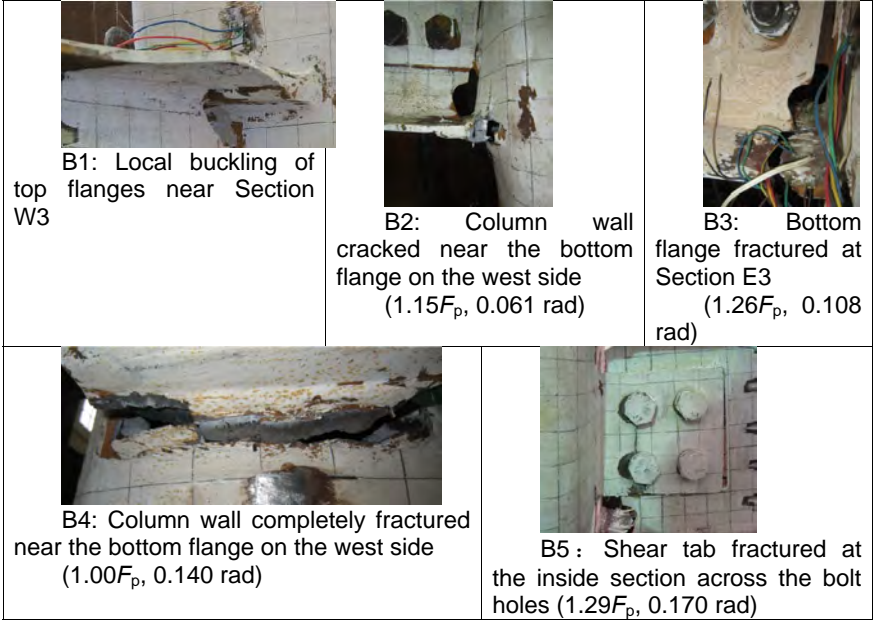 B1: Local buckling of
top flanges near Section
W3
B2: Column wall
cracked near the bottom
flange on the west side
(1.15Fp, 0.061 rad)
B3: Bottom
flange fractured at
Section E3
(1.26Fp, 0.108
rad)
B4: Column wall completely fractured
near the bottom flange on the west side
(1.00Fp, 0.140 rad)
B5：Shear tab fractured at
the inside section across the bolt
holes (1.29Fp, 0.170 rad)